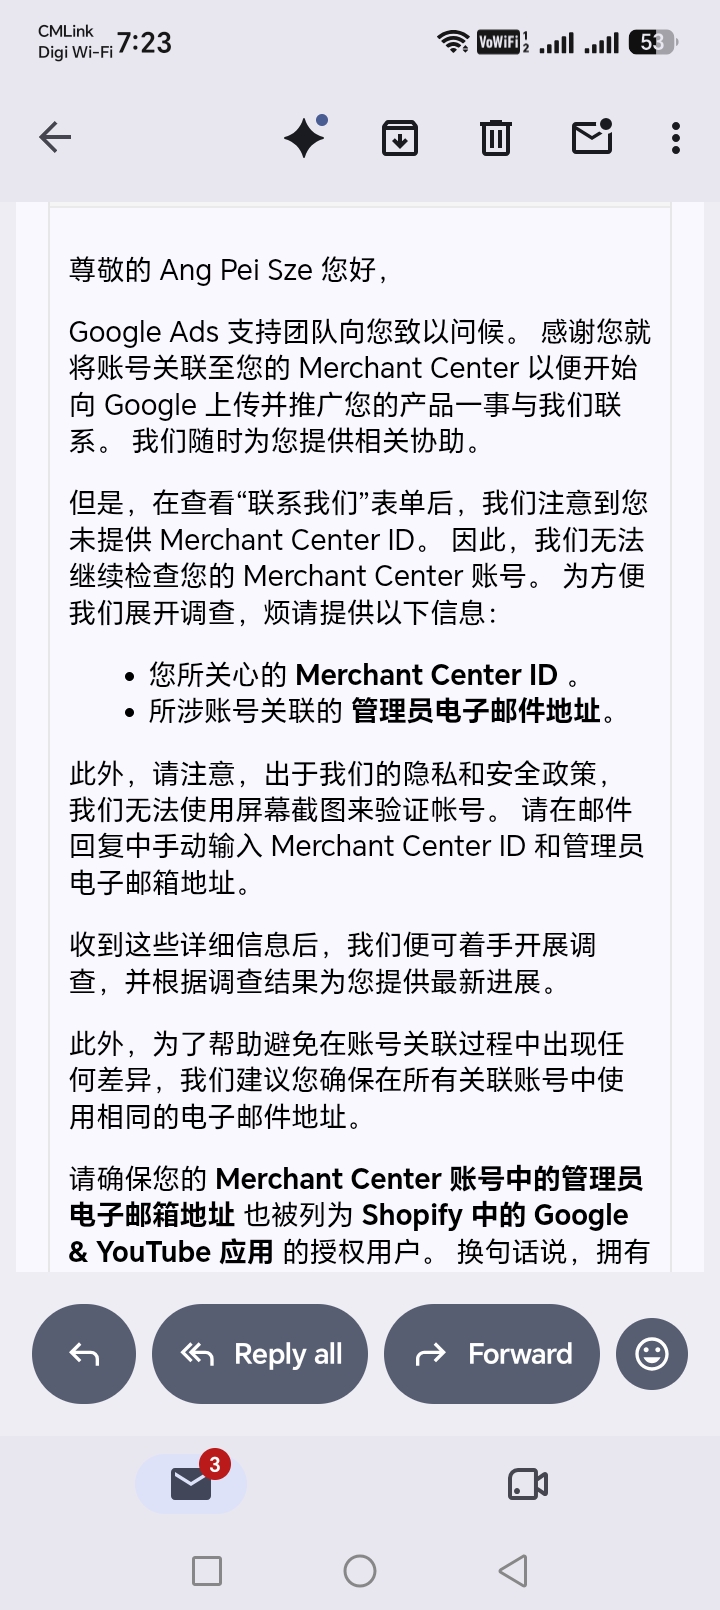 CMLink
Digi Wi-Fi 7:23
VoWiFi 1 2
53
尊敬的 Ang Pei Sze 您好，
Google Ads 支持团队向您致以问候。 感谢您就
将账号关联至您的 Merchant Center 以便开始
向 Google 上传并推广您的产品一事与我们联
系。 我们随时为您提供相关协助。
但是，在查看“联系我们”表单后，我们注意到您
未提供 Merchant Center ID。 因此，我们无法
继续检查您的 Merchant Center 账号。 为方便
我们展开调查，烦请提供以下信息：
• 您所关心的 Merchant Center ID 。
• 所涉账号关联的 管理员电子邮件地址。
此外，请注意，出于我们的隐私和安全政策，
我们无法使用屏幕截图来验证帐号。 请在邮件
回复中手动输入 Merchant Center ID 和管理员
电子邮箱地址。
收到这些详细信息后，我们便可着手开展调
查，并根据调查结果为您提供最新进展。
此外，为了帮助避免在账号关联过程中出现任
何差异，我们建议您确保在所有关联账号中使
用相同的电子邮件地址。
请确保您的 Merchant Center 账号中的管理员
电子邮箱地址 也被列为 Shopify 中的 Google
& YouTube 应用 的授权用户。 换句话说，拥有
Reply all
Forward
3